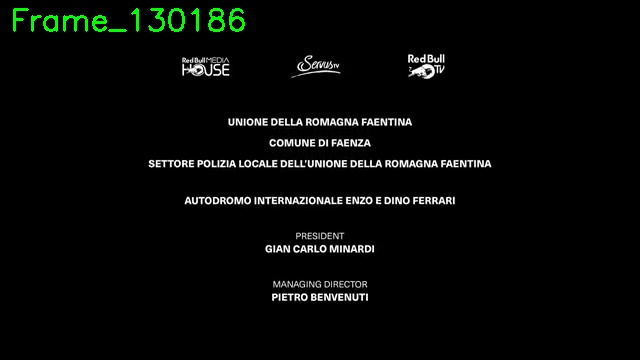 Frame_130186
Red Bull MEDIA HOUSE
ServusTV
Red Bull TV
UNIONE DELLA ROMAGNA FAENTINA
COMUNE DI FAENZA
SETTORE POLIZIA LOCALE DELL'UNIONE DELLA ROMAGNA FAENTINA
AUTODROMO INTERNAZIONALE ENZO E DINO FERRARI
PRESIDENT
GIAN CARLO MINARDI
MANAGING DIRECTOR
PIETRO BENVENUTI